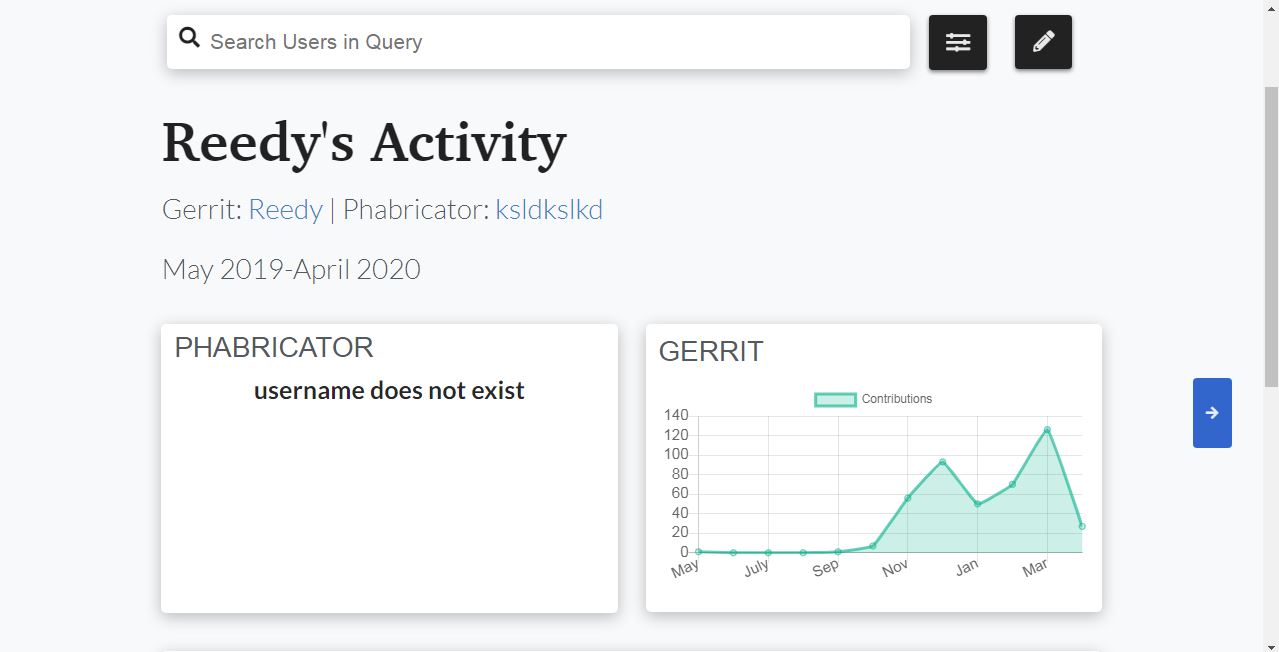 Search Users in Query
Reedy's Activity
Gerrit: Reedy | Phabricator: ksldkslkd
May 2019-April 2020
PHABRICATOR
username does not exist
GERRIT
Contributions
140
120
100
80
60
40
20
0
May July Sep Nov Jan Mar